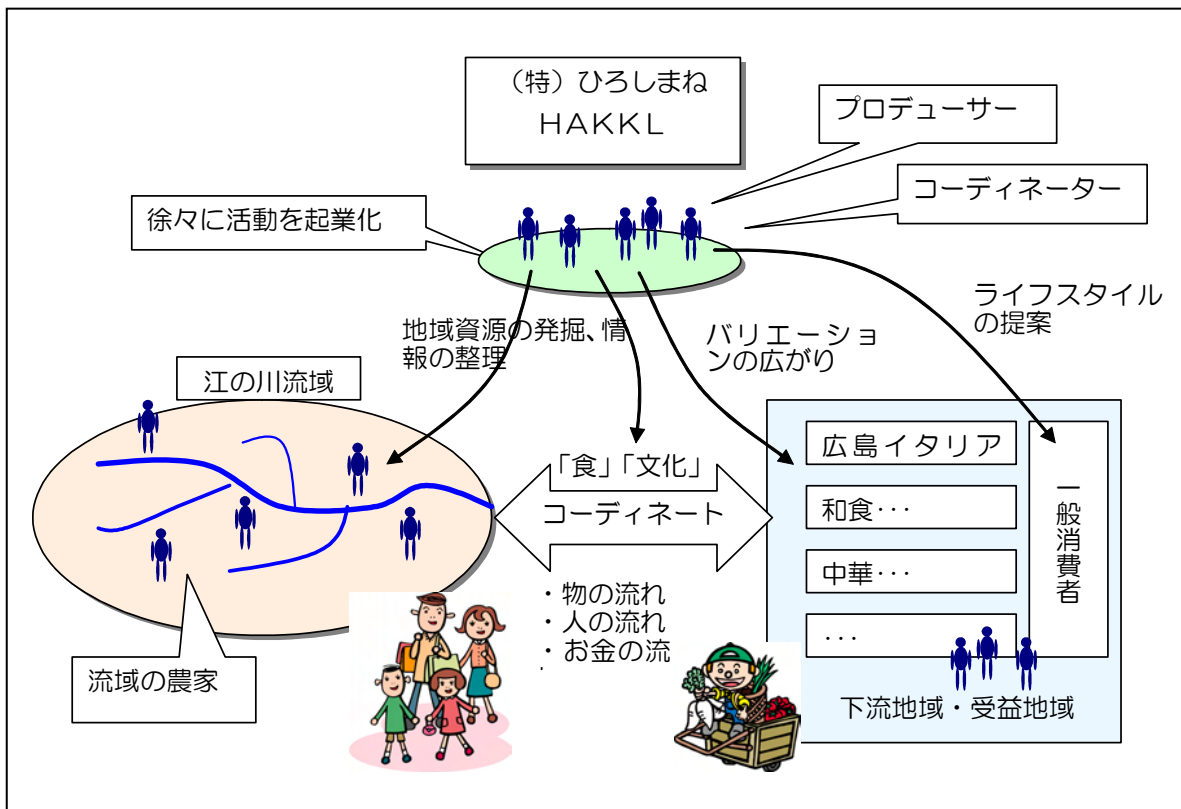 （特）ひろしまね
ＨＡＫＫＬ
プロデューサー
コーディネーター
徐々に活動を起業化
地域資源の発掘、情
報の整理
バリエーショ
ンの広がり
ライフスタイル
の提案
江の川流域
「食」「文化」
コーディネート
広島イタリア
和食･･･
中華･･･
･･･
一般消費者
・物の流れ
・人の流れ
・お金の流
流域の農家
下流地域・受益地域